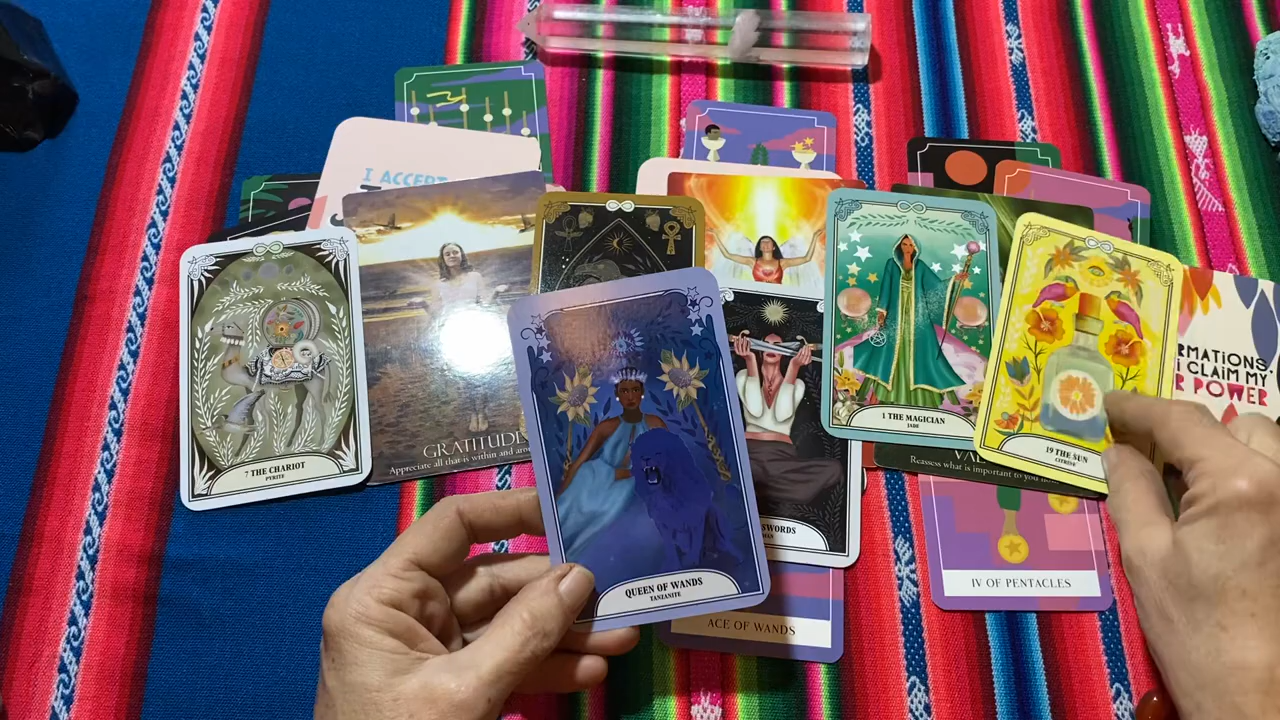 I ACCEPT
7 THE CHARIOT
PYRITE
GRATITUDE
Appreciate all that is within and
QUEEN OF WANDS
TANZANITE
SWORDS
ACE OF WANDS
1 THE MAGICIAN
JADE
Reassess what is important to you now.
19 THE SUN
CITRINE
IV OF PENTACLES
RMATIONS.
I CLAIM MY
R POWER